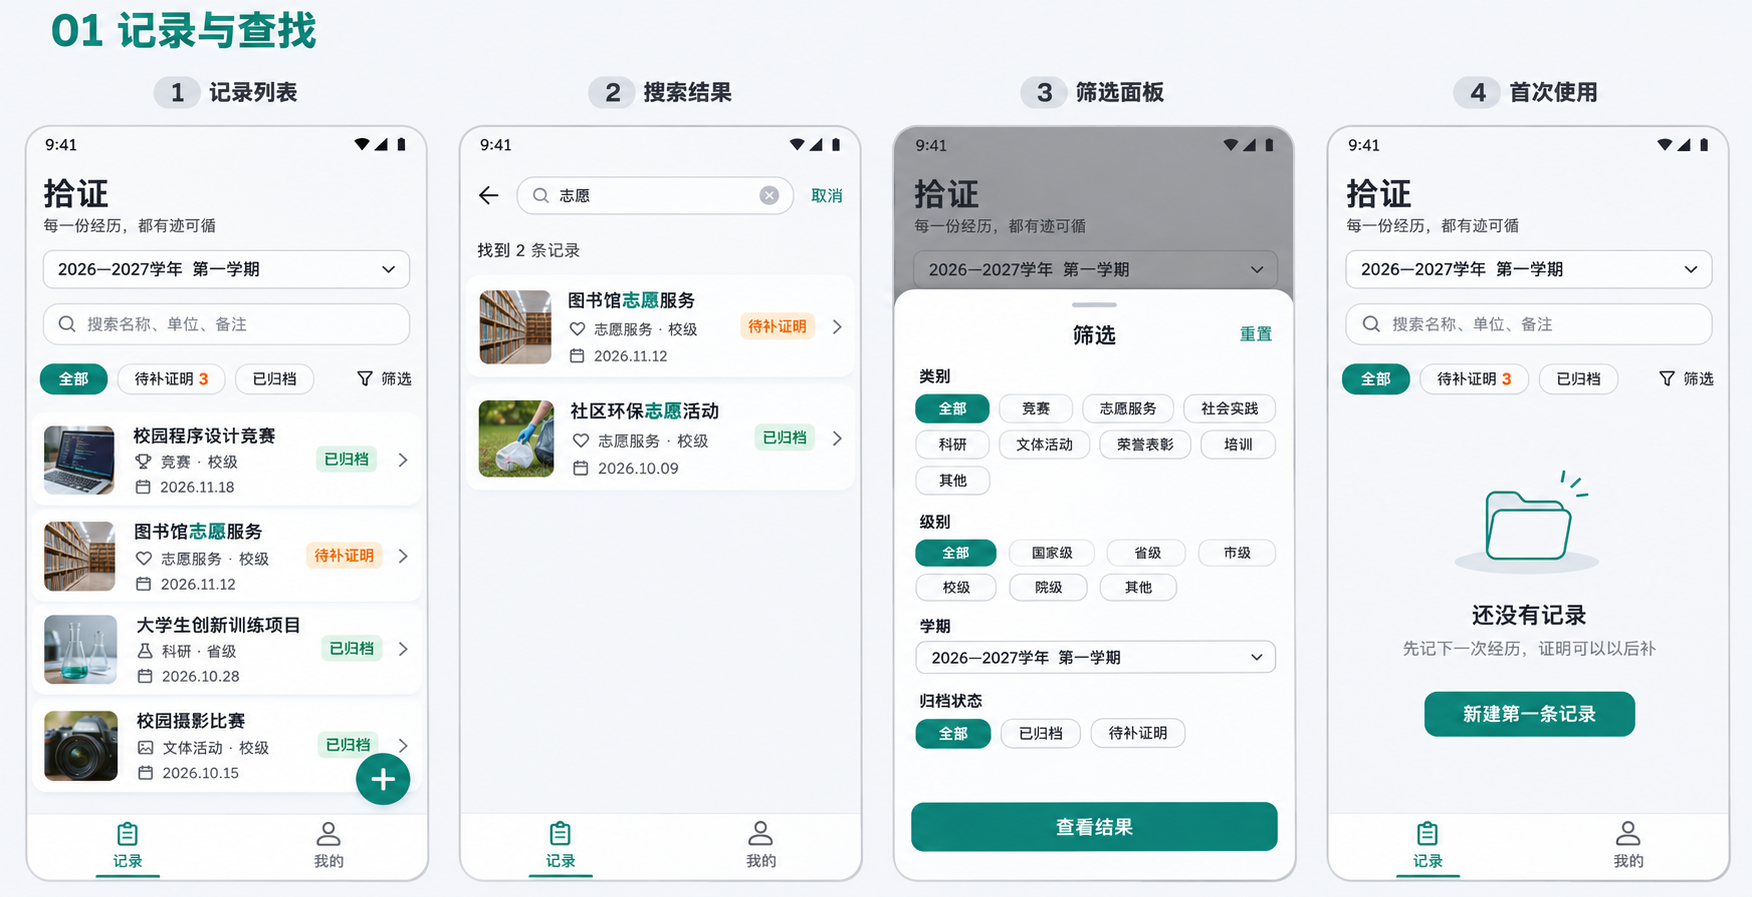 01 记录与查找
1 记录列表
9:41
拾证
每一份经历，都有迹可循
2026—2027学年 第一学期
搜索名称、单位、备注
全部 待补证明 3 已归档 筛选
校园程序设计竞赛
竞赛 · 校级
已归档
2026.11.18
图书馆志愿服务
志愿服务 · 校级
待补证明
2026.11.12
大学生创新训练项目
科研 · 省级
已归档
2026.10.28
校园摄影比赛
文体活动 · 校级
已归档
2026.10.15
记录 我的
2 搜索结果
9:41
志愿 取消
找到 2 条记录
图书馆志愿服务
志愿服务 · 校级
待补证明
2026.11.12
社区环保志愿活动
志愿服务 · 校级
已归档
2026.10.09
记录 我的
3 筛选面板
9:41
拾证
每一份经历，都有迹可循
2026—2027学年 第一学期
筛选 重置
类别
全部 竞赛 志愿服务 社会实践
科研 文体活动 荣誉表彰 培训
其他
级别
全部 国家级 省级 市级
校级 院级 其他
学期
2026—2027学年 第一学期
归档状态
全部 已归档 待补证明
查看结果
4 首次使用
9:41
拾证
每一份经历，都有迹可循
2026—2027学年 第一学期
搜索名称、单位、备注
全部 待补证明 3 已归档 筛选
还没有记录
先记下一次经历，证明可以以后补
新建第一条记录
记录 我的